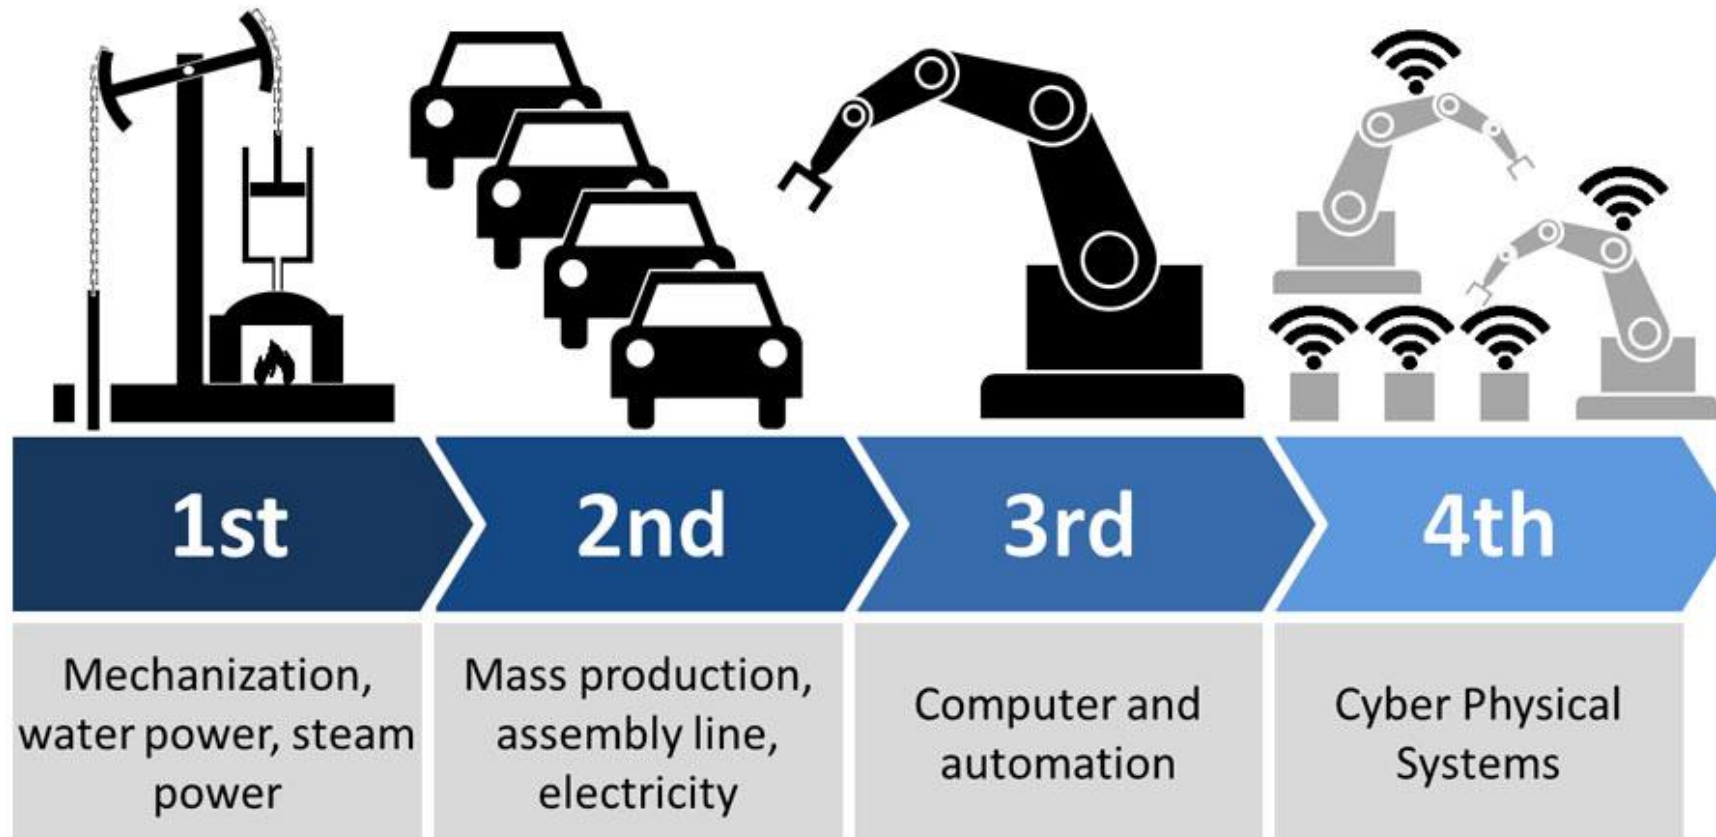 1st
2nd
3rd
4th
Mechanization,
water power, steam
power
Mass production,
assembly line,
electricity
Computer and
automation
Cyber Physical
Systems